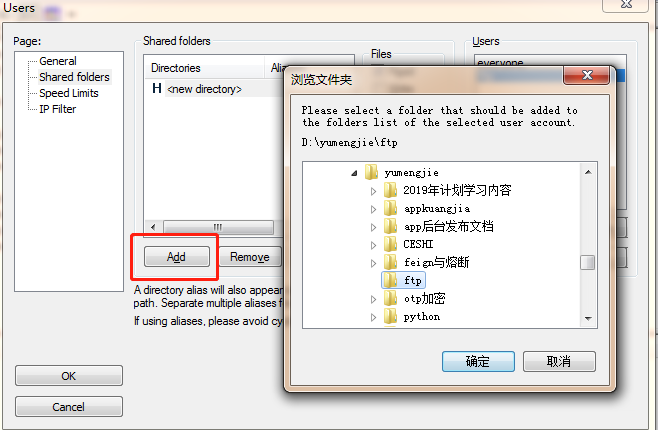 Users
Page:
General
Shared folders
Speed Limits
IP Filter
OK
Cancel
Shared folders
Directories
H <new directory>
Add
Remove
A directory alias will also appear
path. Separate multiple aliases f
If using aliases, please avoid cy
Files
Users
everyone
浏览文件夹
Please select a folder that should be added to
the folders list of the selected user account.
D:\yumengjie\ftp
yumengjie
2019年计划学习内容
appkuangjia
app后台发布文档
CESHI
feign与熔断
ftp
otp加密
python
确定
取消